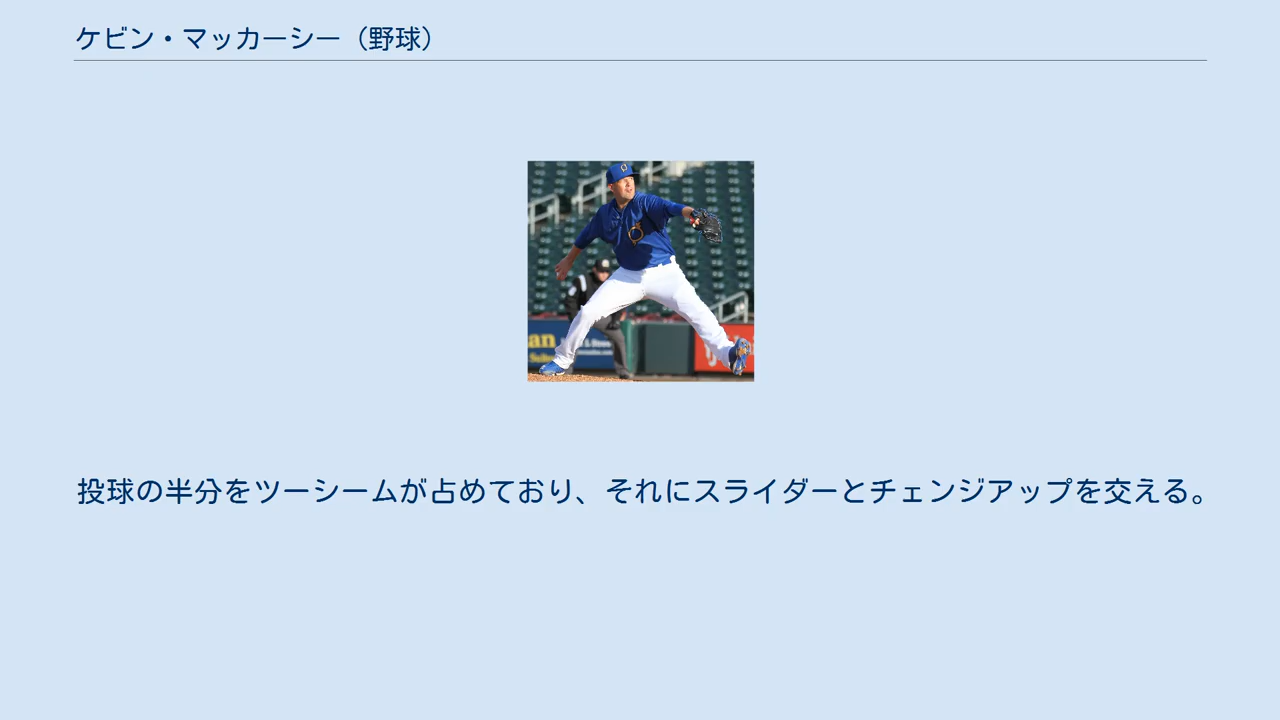 ケビン・マッカーシー（野球）
an
投球の半分をツーシームが占めており、それにスライダーとチェンジアップを交える。